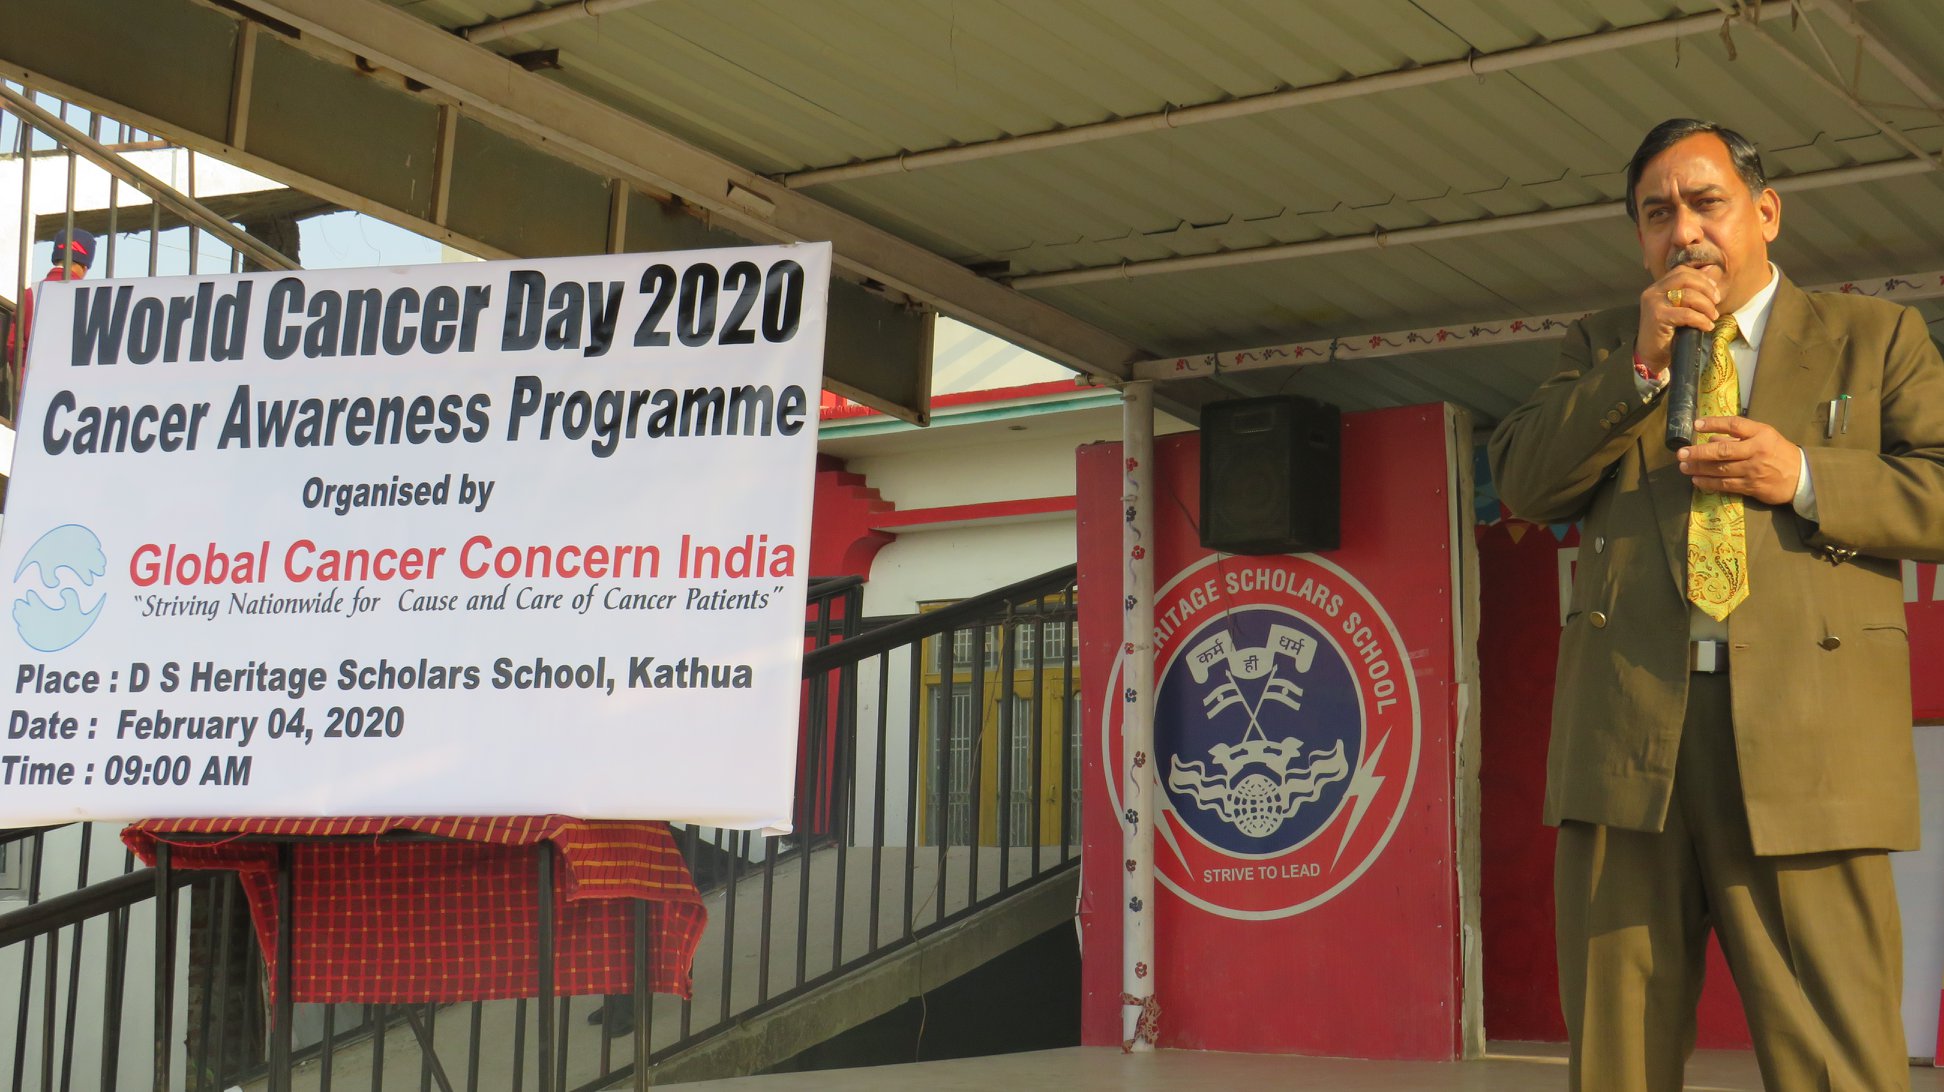 World Cancer Day 2020
Cancer Awareness Programme
Organised by
Global Cancer Concern India
"Striving Nationwide for Cause and Care of Cancer Patients"
Place : D S Heritage Scholars School, Kathua
Date : February 04, 2020
Time : 09:00 AM
ERITAGE SCHOLARS SCHOOL
कर्म ही धर्म
STRIVE TO LEAD